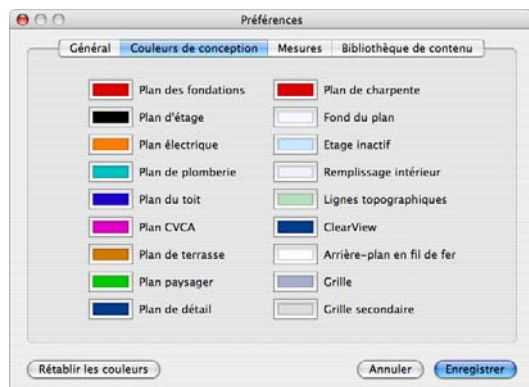 Préférences
Général Couleurs de conception Mesures Bibliothèque de contenu
Plan des fondations Plan de charpente
Plan d'étage Fond du plan
Plan électrique Etage inactif
Plan de plomberie Remplissage intérieur
Plan du toit Lignes topographiques
Plan CVCA ClearView
Plan de terrasse Arrière-plan en fil de fer
Plan paysager Grille
Plan de détail Grille secondaire
Rétablir les couleurs Annuler Enregistrer